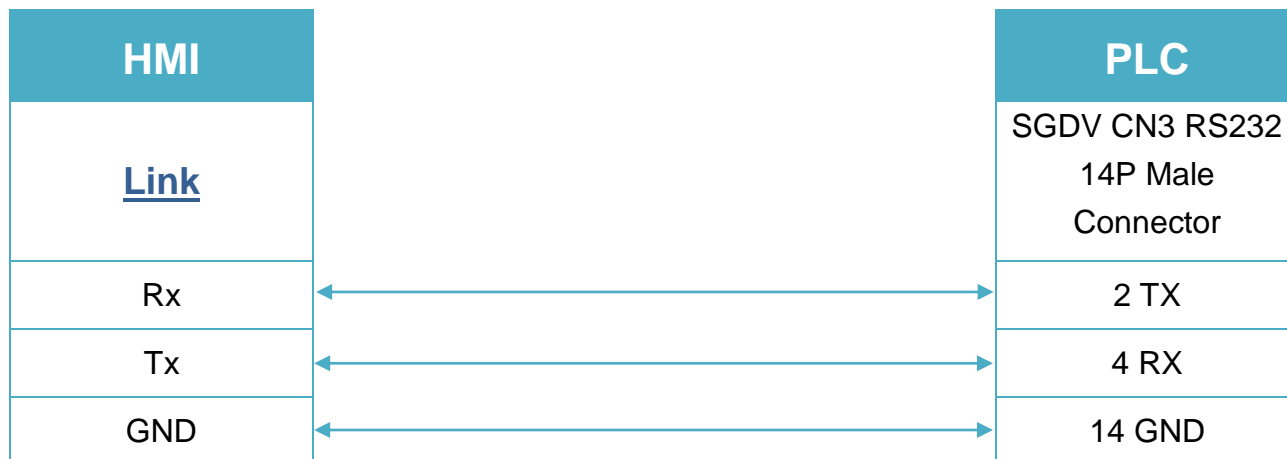 HMI
PLC
Link
SGDV CN3 RS232
14P Male
Connector
Rx
2 TX
Tx
4 RX
GND
14 GND